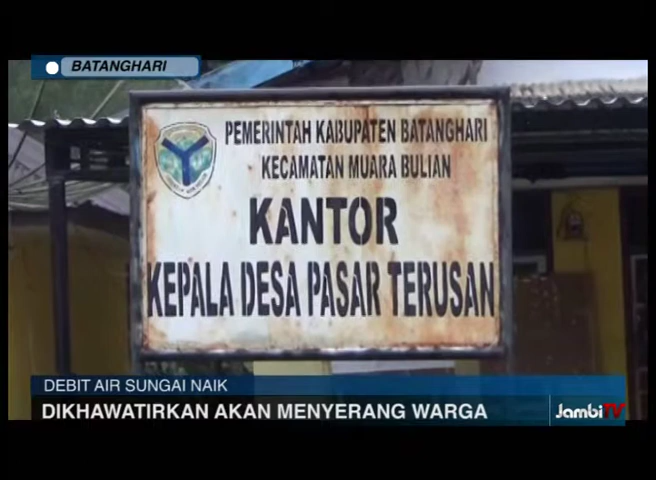 BATANGHARI
PEMERINTAH KABUPATEN BATANGHARI
KECAMATAN MUARA BULIAN
KANTOR
KEPALA DESA PASAR TERUSAN
DEBIT AIR SUNGAI NAIK
DIKHAWATIRKAN AKAN MENYERANG WARGA
JambiTV